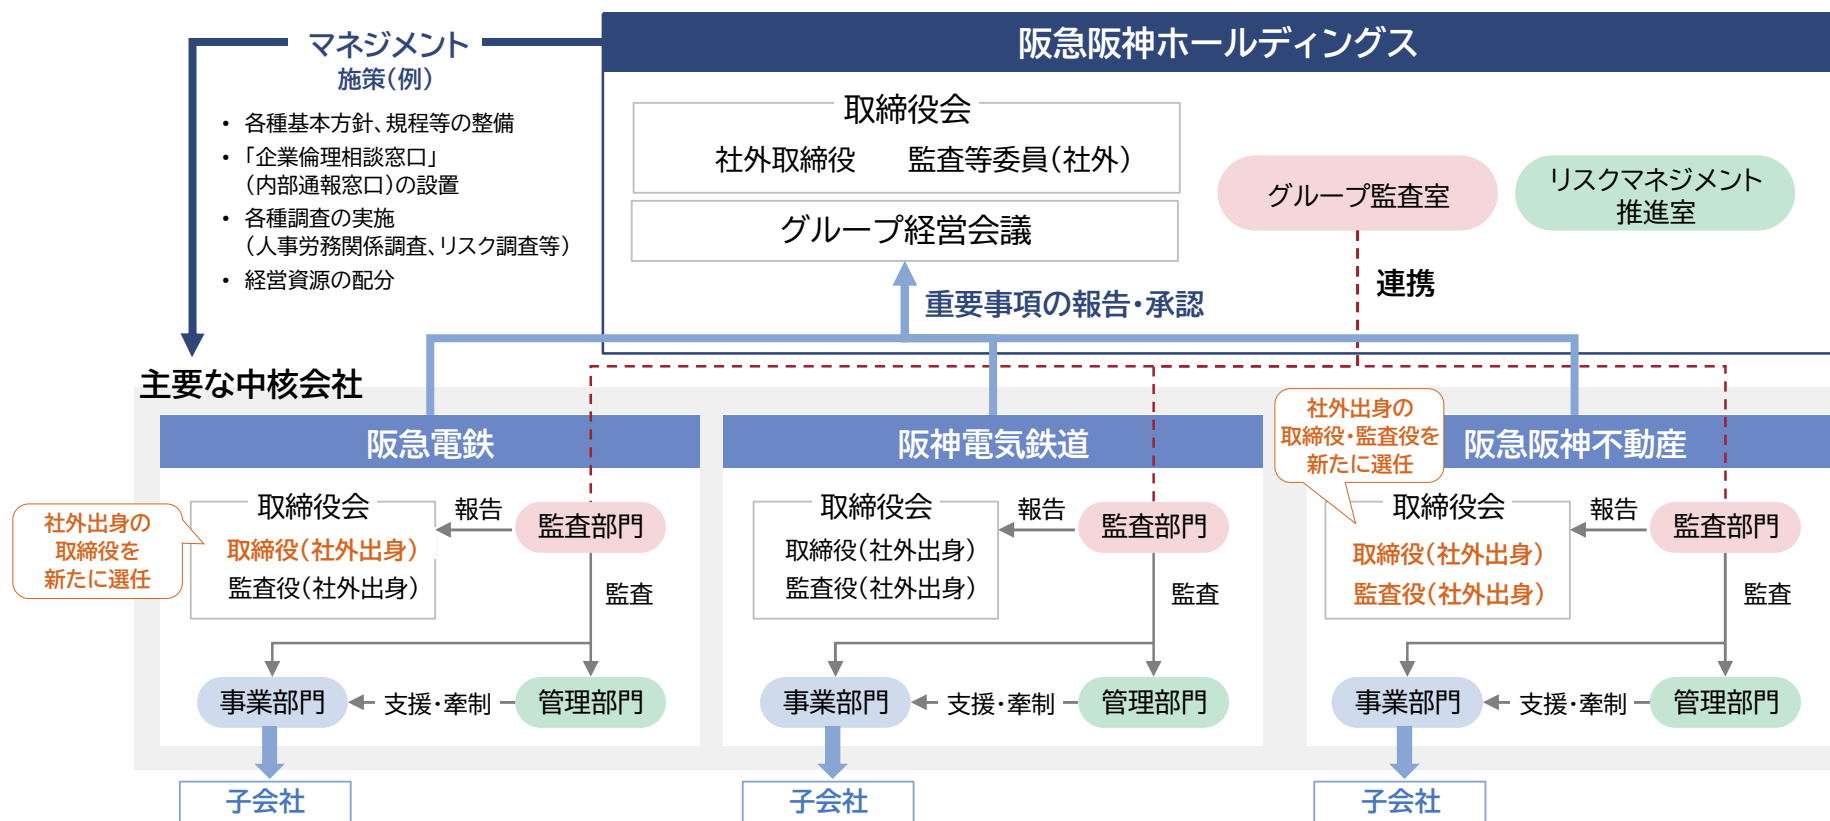 マネジメント
施策(例)
・ 各種基本方針、規程等の整備
・ 「企業倫理相談窓口」
(内部通報窓口)の設置
・ 各種調査の実施
(人事労務関係調査、リスク調査等)
・ 経営資源の配分
阪急阪神ホールディングス
取締役会
社外取締役 監査等委員(社外)
グループ経営会議
グループ監査室
リスクマネジメント
推進室
重要事項の報告・承認
連携
主要な中核会社
阪急電鉄
取締役会
取締役(社外出身)
監査役(社外出身)
社外出身の
取締役を
新たに選任
報告
監査部門
監査
事業部門
支援・牽制
管理部門
子会社
阪神電気鉄道
取締役会
取締役(社外出身)
監査役(社外出身)
報告
監査部門
監査
事業部門
支援・牽制
管理部門
子会社
社外出身の
取締役・監査役を
新たに選任
阪急阪神不動産
取締役会
取締役(社外出身)
監査役(社外出身)
報告
監査部門
監査
事業部門
支援・牽制
管理部門
子会社